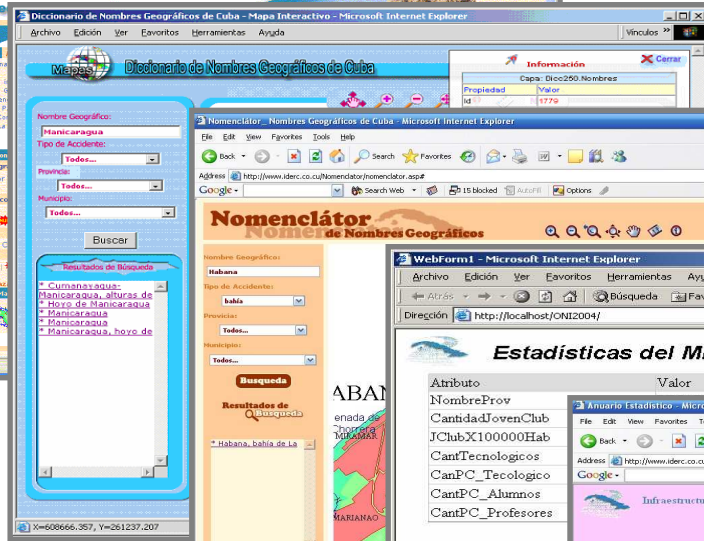 Diccionario de Nombres Geográficos de Cuba - Mapa Interactivo - Microsoft Internet Explorer
Archivo Edición Ver Favoritos Herramientas Ayuda
Vínculos »
Mapas
Diccionario de Nombres Geográficos de Cuba
Información
Cerrar
Capa: Dicc250.Nombres
Propiedad Valor
Id 1779
Nombre Geográfico:
Manicaragua
Tipo de Accidente:
Todos...
Provincia:
Todos...
Municipio:
Todos...
Buscar
Resultados de Búsqueda
* Cumanayagua-
Manicaragua, alturas de
* Hoyo de Manicaragua
* Manicaragua
* Manicaragua
* Manicaragua, hoyo de
X=608666.357, Y=261237.207
Nomenclátor_ Nombres Geográficos de Cuba - Microsoft Internet Explorer
File Edit View Favorites Tools Help
Back Search Favorites
Address http://www.iderc.co.cu/Nomenclator/nomenclator.asp#
Google Search Web 15 blocked AutoFill Options
Nomenclátor
de Nombres Geográficos
Nombre Geográfico:
Habana
Tipo de Accidente:
bahía
Provincia:
Todos...
Municipio:
Todos...
Busqueda
Resultados de
Busqueda
* Habana, bahía de La
ABAN
enada de
Chorrera
MIRAMAR
MARIANAO
WebForm1 - Microsoft Internet Explorer
Archivo Edición Ver Favoritos Herramientas Ayu
Atrás Búsqueda Fav
Dirección http://localhost/ONI2004/
Estadísticas del M
Atributo Valor
NombreProv
CantidadJovenClub
JClubX100000Hab
CantTecnologicos
CanPC_Tecologico
CantPC_Alumnos
CantPC_Profesores
Anuario Estadístico - Micro
File Edit View Favorites T
Back
Address http://www.iderc.co.cu
Google
Infraestructu